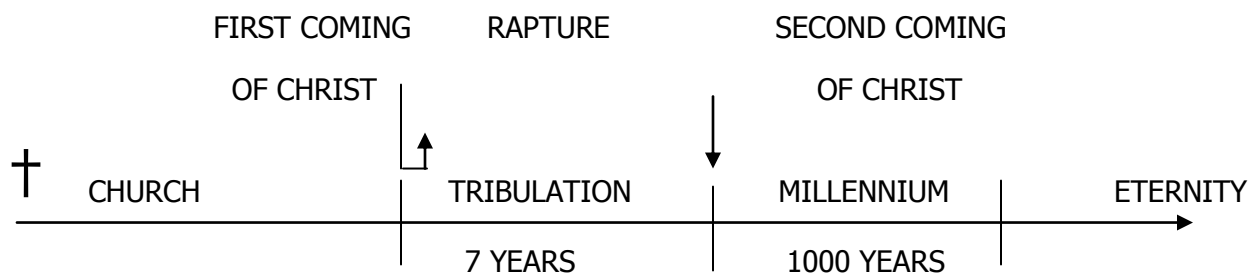 FIRST COMING RAPTURE SECOND COMING
OF CHRIST OF CHRIST
CHURCH TRIBULATION MILLENNIUM ETERNITY
7 YEARS 1000 YEARS